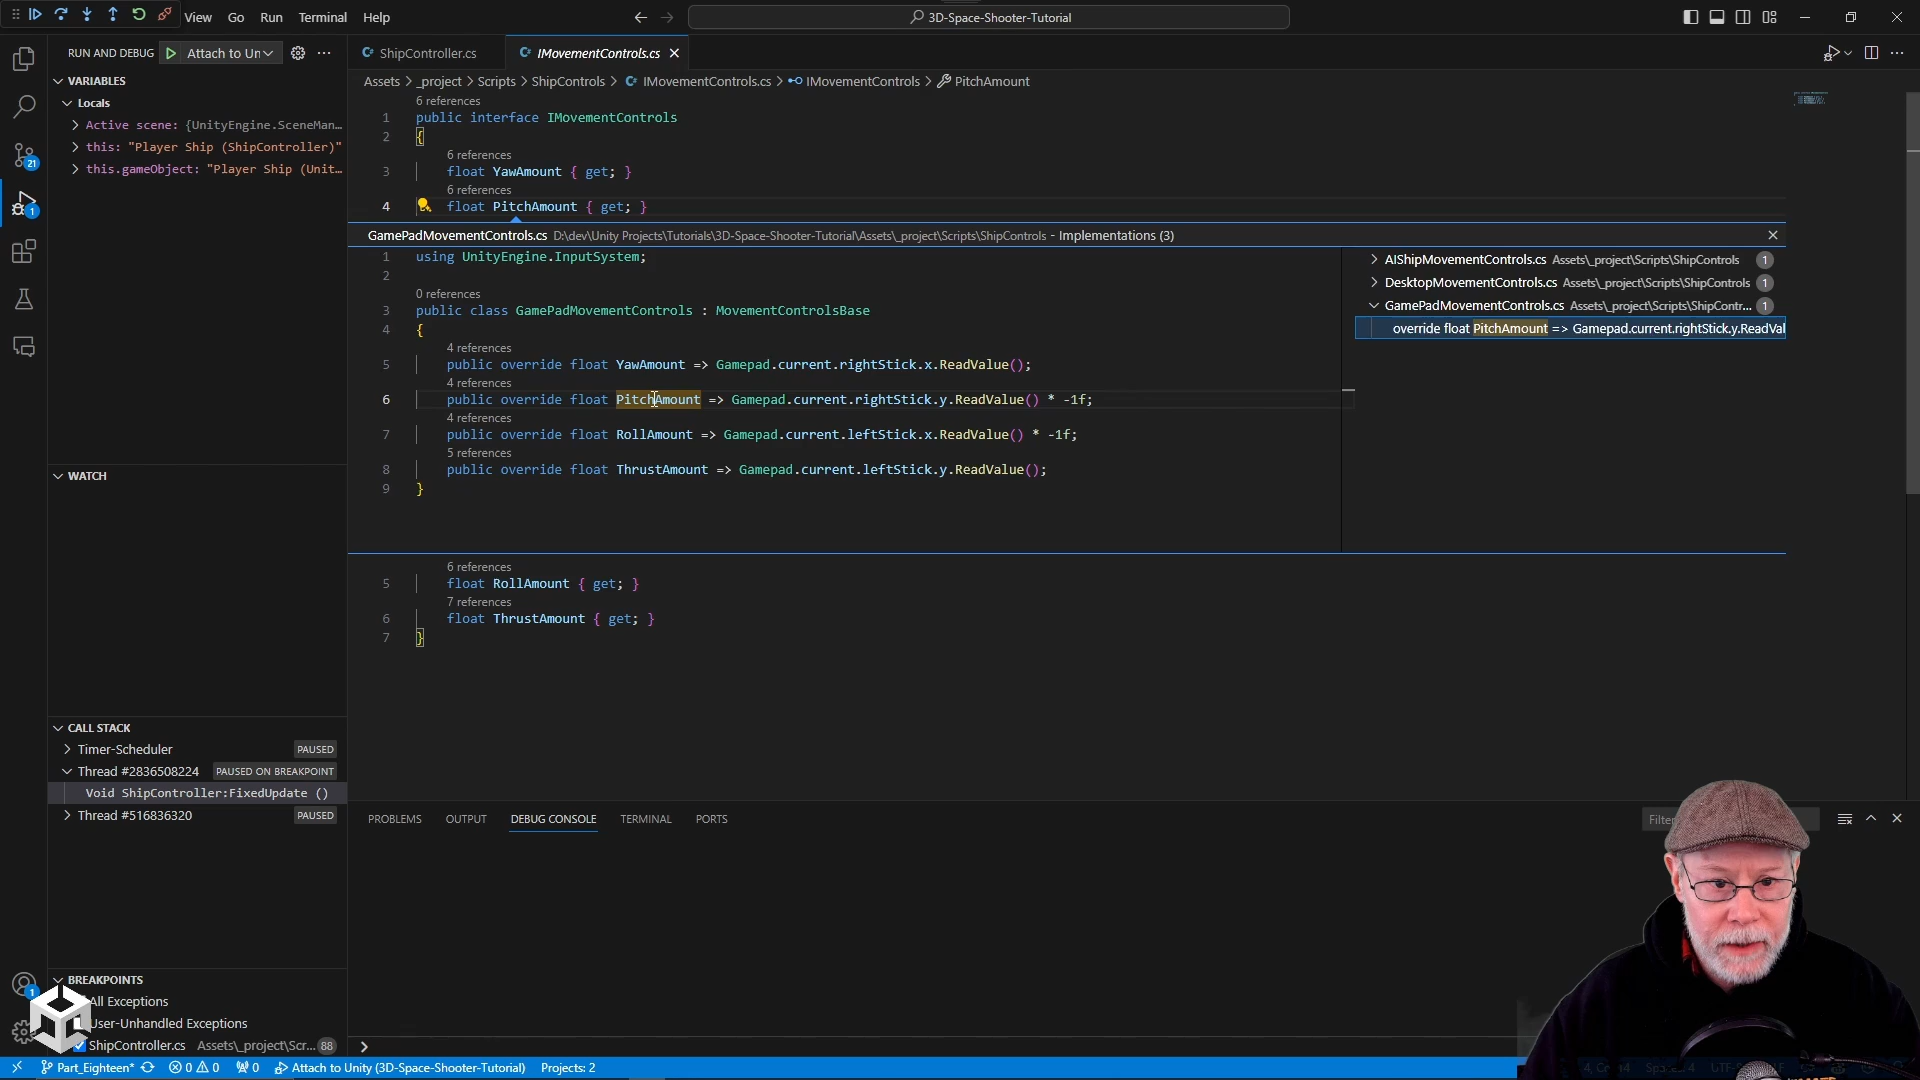 View Go Run Terminal Help
3D-Space-Shooter-Tutorial
RUN AND DEBUG Attach to Un
VARIABLES
Locals
Active scene: {UnityEngine.SceneMan...
this: "Player Ship (ShipController)"
this.gameObject: "Player Ship (Unit...
WATCH
CALL STACK
Timer-Scheduler PAUSED
Thread #2836508224 PAUSED ON BREAKPOINT
Void ShipController:FixedUpdate ()
Thread #516836320 PAUSED
BREAKPOINTS
All Exceptions
User-Unhandled Exceptions
ShipController.cs Assets\_project\Scr... 88
21
1
1
ShipController.cs IMovementControls.cs
Assets > _project > Scripts > ShipControls > IMovementControls.cs > IMovementControls > PitchAmount
6 references
1 public interface IMovementControls
2 {
6 references
3 float YawAmount { get; }
6 references
4 float PitchAmount { get; }
GamePadMovementControls.cs D:\dev\Unity Projects\Tutorials\3D-Space-Shooter-Tutorial\Assets\_project\Scripts\ShipControls - Implementations (3)
1 using UnityEngine.InputSystem;
2
0 references
3 public class GamePadMovementControls : MovementControlsBase
4 {
4 references
5 public override float YawAmount => Gamepad.current.rightStick.x.ReadValue();
4 references
6 public override float PitchAmount => Gamepad.current.rightStick.y.ReadValue() * -1f;
4 references
7 public override float RollAmount => Gamepad.current.leftStick.x.ReadValue() * -1f;
5 references
8 public override float ThrustAmount => Gamepad.current.leftStick.y.ReadValue();
9 }
AIShipMovementControls.cs Assets\_project\Scripts\ShipControls 1
DesktopMovementControls.cs Assets\_project\Scripts\ShipControls 1
GamePadMovementControls.cs Assets\_project\Scripts\ShipContr... 1
override float PitchAmount => Gamepad.current.rightStick.y.ReadVal
6 references
5 float RollAmount { get; }
7 references
6 float ThrustAmount { get; }
7 }
PROBLEMS OUTPUT DEBUG CONSOLE TERMINAL PORTS
Filter
Part_Eighteen* 0 0 0 Attach to Unity (3D-Space-Shooter-Tutorial) Projects: 2